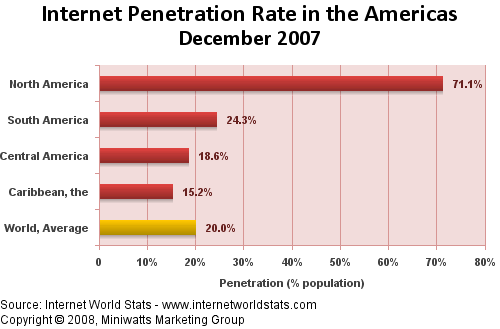 Internet Penetration Rate in the Americas
December 2007
North America 71.1%
South America 24.3%
Central America 18.6%
Caribbean, the 15.2%
World, Average 20.0%
0 10% 20% 30% 40% 50% 60% 70% 80%
Penetration (% population)
Source: Internet World Stats - www.internetworldstats.com
Copyright © 2008, Miniwatts Marketing Group